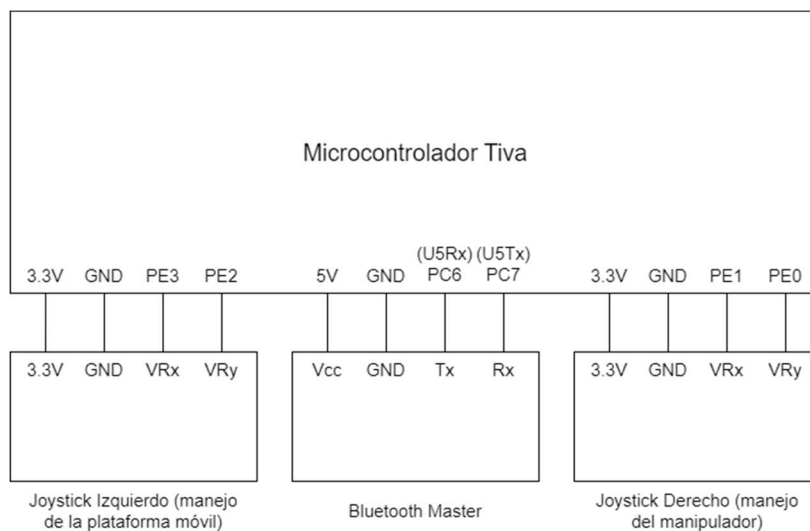 Microcontrolador Tiva
(U5Rx) (U5Tx)
3.3V GND PE3 PE2 5V GND PC6 PC7 3.3V GND PE1 PE0
3.3V GND VRx VRy Vcc GND Tx Rx 3.3V GND VRx VRy
Joystick Izquierdo (manejo
de la plataforma móvil)
Bluetooth Master
Joystick Derecho (manejo
del manipulador)